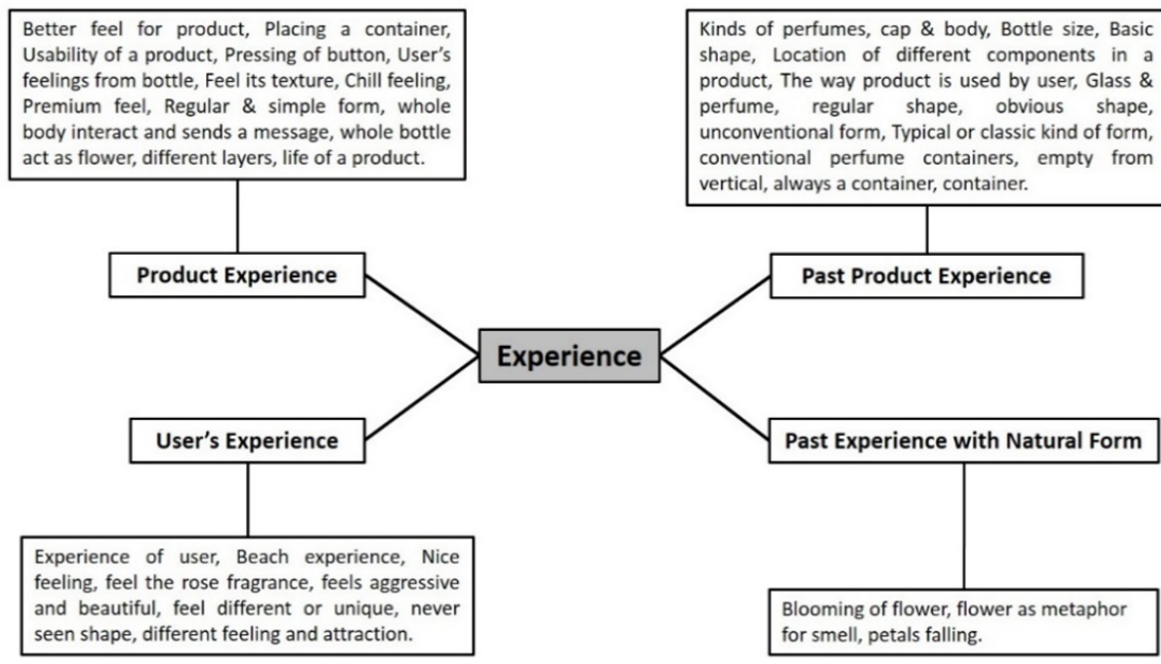 Better feel for product, Placing a container,
Usability of a product, Pressing of button, User's
feelings from bottle, Feel its texture, Chill feeling,
Premium feel, Regular & simple form, whole
body interact and sends a message, whole bottle
act as flower, different layers, life of a product.
Kinds of perfumes, cap & body, Bottle size, Basic
shape, Location of different components in a
product, The way product is used by user, Glass &
perfume, regular shape, obvious shape,
unconventional form, Typical or classic kind of form,
conventional perfume containers, empty from
vertical, always a container, container.
Product Experience
Past Product Experience
Experience
User's Experience
Past Experience with Natural Form
Experience of user, Beach experience, Nice
feeling, feel the rose fragrance, feels aggressive
and beautiful, feel different or unique, never
seen shape, different feeling and attraction.
Blooming of flower, flower as metaphor
for smell, petals falling.